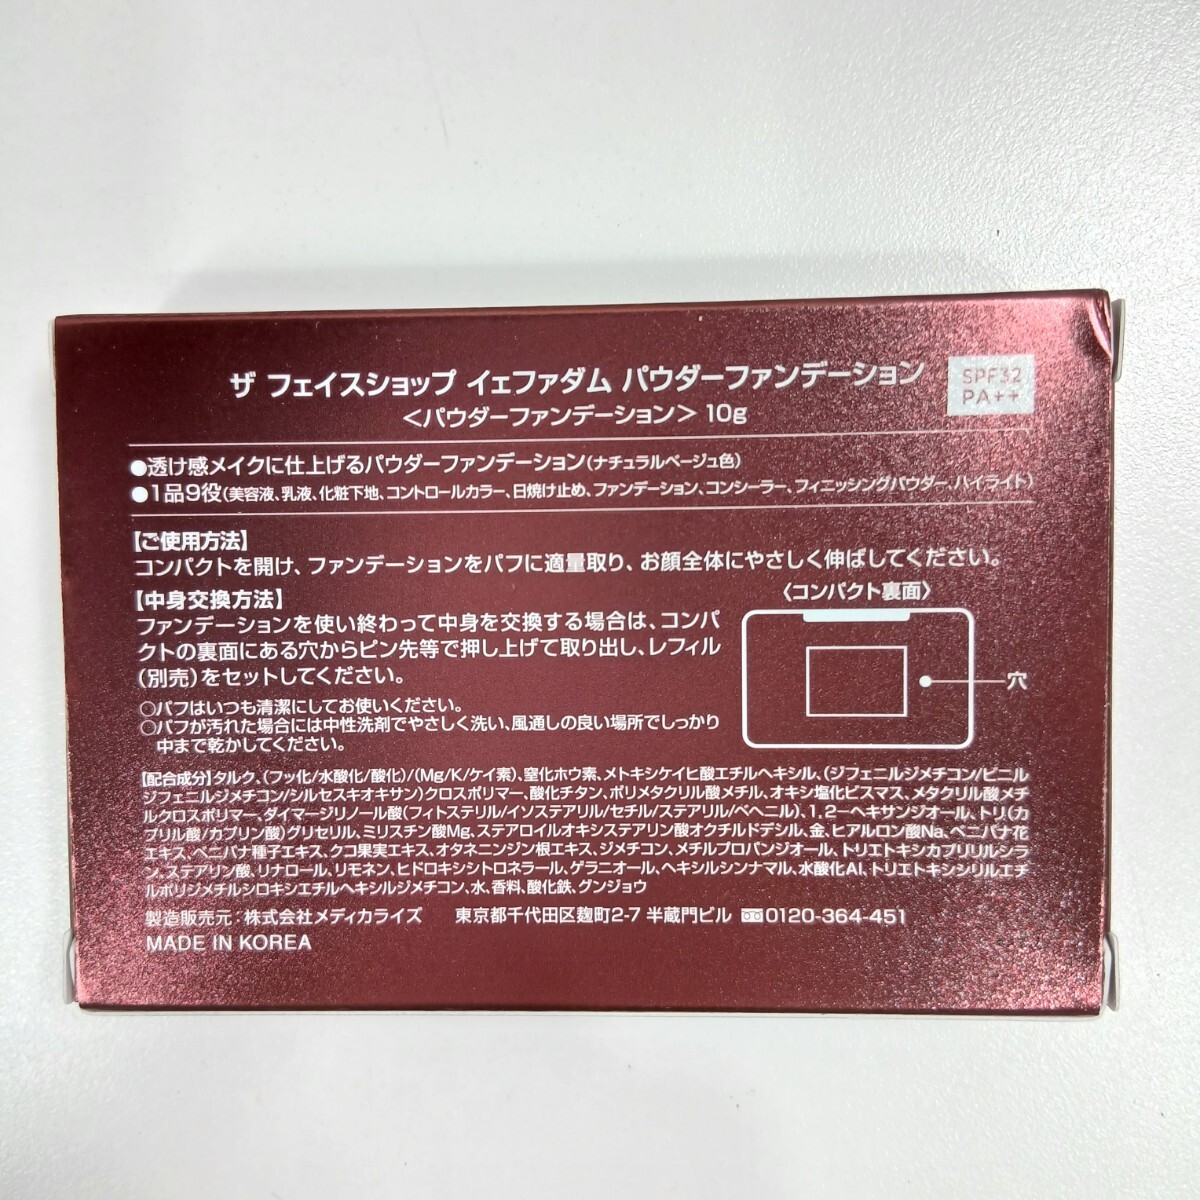 ザ フェイスショップ イェファダム パウダーファンデーション
SPF32
PA++
<パウダーファンデーション> 10g
●透け感メイクに仕上げるパウダーファンデーション(ナチュラルベージュ色)
●1品9役(美容液、乳液、化粧下地、コントロールカラー、日焼け止め、ファンデーション、コンシーラー、フィニッシングパウダー、ハイライト)
【ご使用方法】
コンパクトを開け、ファンデーションをパフに適量取り、お顔全体にやさしく伸ばしてください。
【中身交換方法】
ファンデーションを使い終わって中身を交換する場合は、コンパ
クトの裏面にある穴からピン先等で押し上げて取り出し、レフィル
(別売)をセットしてください。
〈コンパクト裏面〉
穴
○パフはいつも清潔にしてお使いください。
○パフが汚れた場合には中性洗剤でやさしく洗い、風通しの良い場所でしっかり
中まで乾かしてください。
【配合成分】タルク、(フッ化/水酸化/酸化)/(Mg/K/ケイ素)、窒化ホウ素、メトキシケイヒ酸エチルヘキシル、(ジフェニルジメチコン/ビニル
ジフェニルジメチコン/シルセスキオキサン)クロスポリマー、酸化チタン、ポリメタクリル酸メチル、オキシ塩化ビスマス、メタクリル酸メチ
ルクロスポリマー、ダイマージリノール酸(フィトステリル/イソステアリル/セチル/ステアリル/ベヘニル)、1,2-ヘキサンジオール、トリ(カ
プリル酸/カプリン酸)グリセリル、ミリスチン酸Mg、ステアロイルオキシステアリン酸オクチルドデシル、金、ヒアルロン酸Na、ベニバナ花
エキス、ベニバナ種子エキス、クコ果実エキス、オタネニンジン根エキス、ジメチコン、メチルプロパンジオール、トリエトキシカプリリルシラ
ン、ステアリン酸、リナロール、リモネン、ヒドロキシシトロネラール、ゲラニオール、ヘキシルシンナマル、水酸化Al、トリエトキシシリルエチ
ルポリジメチルシロキシエチルヘキシルジメチコン、水、香料、酸化鉄、グンジョウ
製造販売元:株式会社メディカライズ 東京都千代田区麹町2-7 半蔵門ビル 0120-364-451
MADE IN KOREA